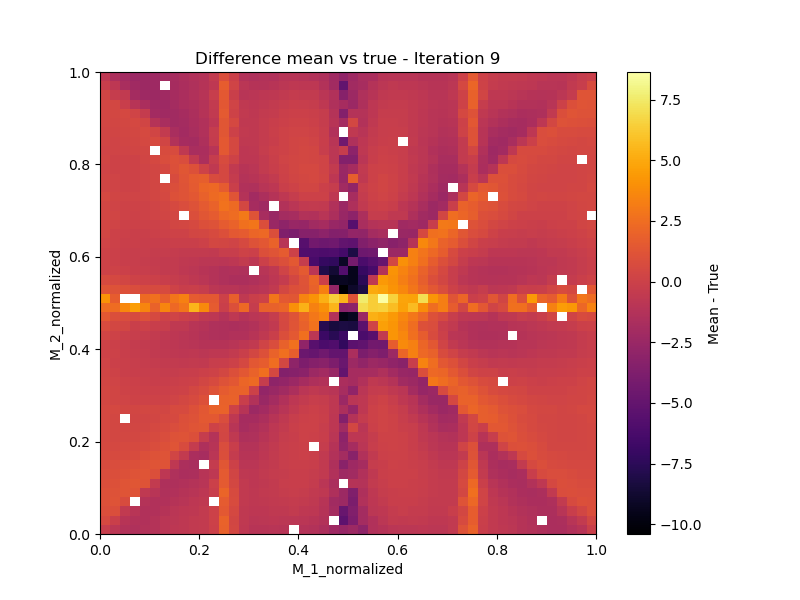 Difference mean vs true - Iteration 9
1.0
0.8
0.6
0.4
0.2
0.0
M_2_normalized
0.0 0.2 0.4 0.6 0.8 1.0
M_1_normalized
7.5
5.0
2.5
0.0
−2.5
−5.0
−7.5
−10.0
Mean - True